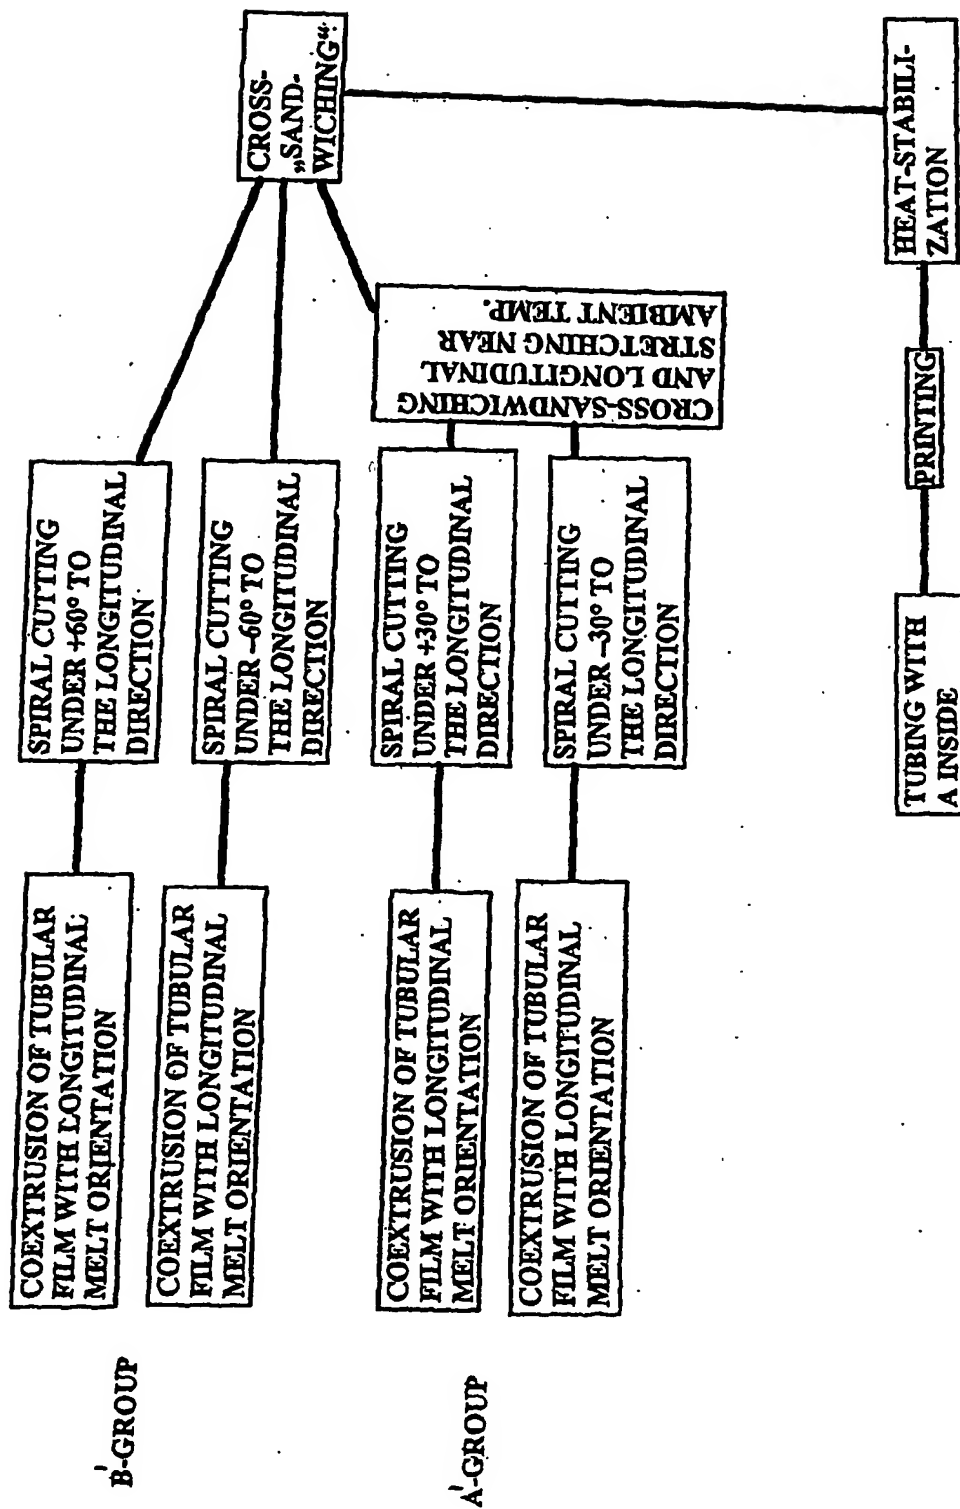 B'-GROUP
COEXTRUSION OF TUBULAR
FILM WITH LONGITUDINAL
MELT ORIENTATION
SPIRAL CUTTING
UNDER +60° TO
THE LONGITUDINAL
DIRECTION
COEXTRUSION OF TUBULAR
FILM WITH LONGITUDINAL
MELT ORIENTATION
SPIRAL CUTTING
UNDER –60° TO
THE LONGITUDINAL
DIRECTION
CROSS-
„SAND-
WICHING“
A'-GROUP
COEXTRUSION OF TUBULAR
FILM WITH LONGITUDINAL
MELT ORIENTATION
SPIRAL CUTTING
UNDER +30° TO
THE LONGITUDINAL
DIRECTION
COEXTRUSION OF TUBULAR
FILM WITH LONGITUDINAL
MELT ORIENTATION
SPIRAL CUTTING
UNDER –30° TO
THE LONGITUDINAL
DIRECTION
CROSS-SANDWICHING
AND LONGITUDINAL
STRETCHING NEAR
AMBIENT TEMP.
TUBING WITH
A INSIDE
PRINTING
HEAT-STABILI-
ZATION